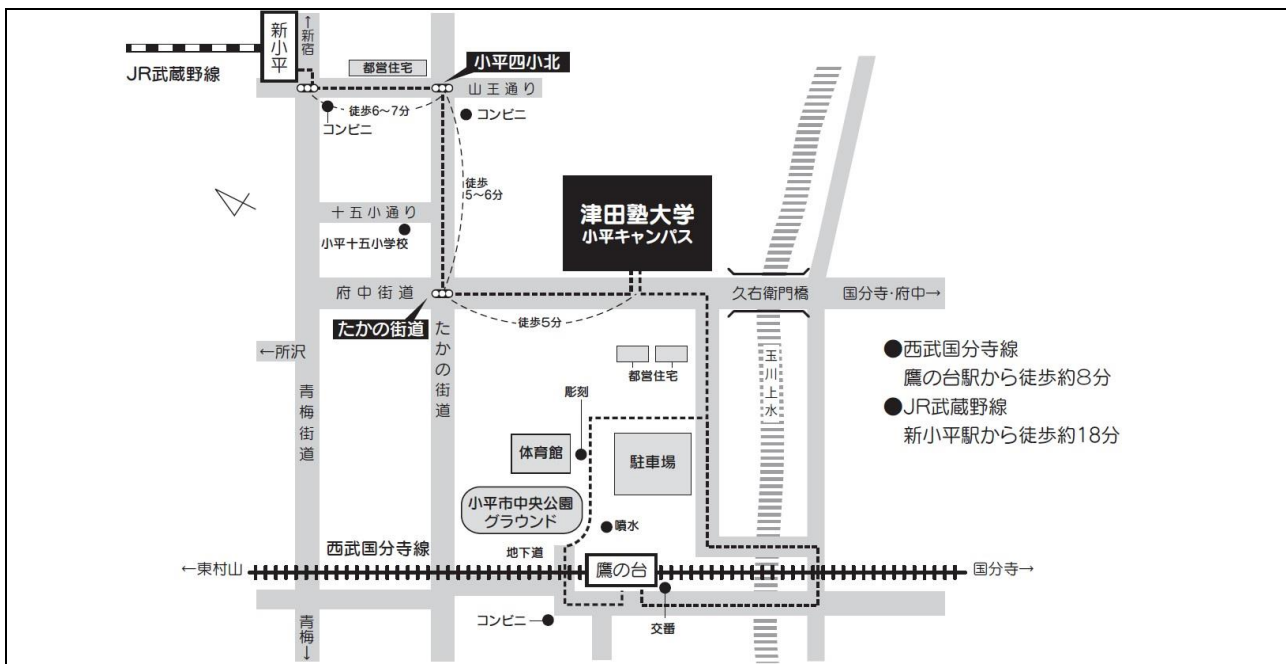 新小平
↑新宿
JR武蔵野線
都営住宅
小平四小北
山王通り
徒歩6〜7分
コンビニ
コンビニ
徒歩
5〜6分
津田塾大学
小平キャンパス
十五小通り
小平十五小学校
府中街道
久右衛門橋
国分寺・府中→
たかの街道
徒歩5分
←所沢
たかの街道
青梅街道
都営住宅
玉川上水
●西武国分寺線
鷹の台駅から徒歩約8分
●JR武蔵野線
新小平駅から徒歩約18分
彫刻
体育館
駐車場
小平市中央公園
グラウンド
噴水
西武国分寺線
地下道
←東村山
鷹の台
国分寺→
コンビニ
交番
青梅↓